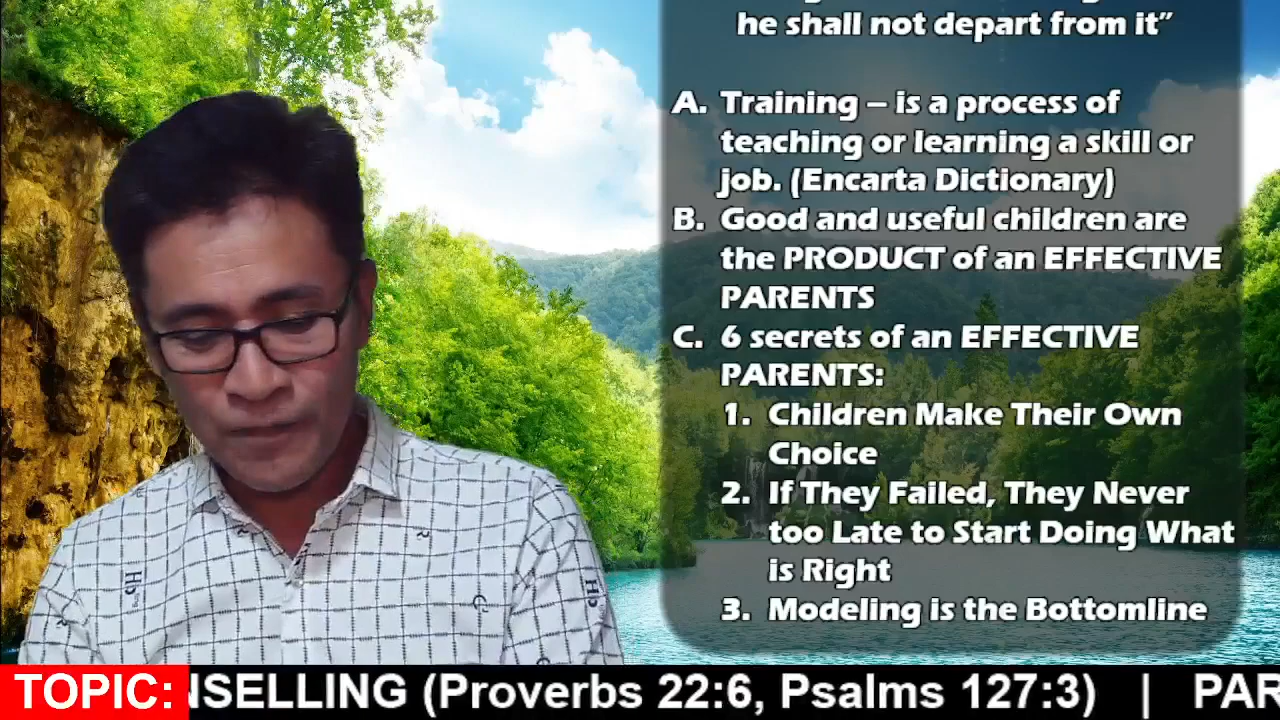 he shall not depart from it”
A. Training – is a process of
teaching or learning a skill or
job. (Encarta Dictionary)
B. Good and useful children are
the PRODUCT of an EFFECTIVE
PARENTS
C. 6 secrets of an EFFECTIVE
PARENTS:
1. Children Make Their Own
Choice
2. If They Failed, They Never
too Late to Start Doing What
is Right
3. Modeling is the Bottomline
TOPIC: NSELLING (Proverbs 22:6, Psalms 127:3) | PAR